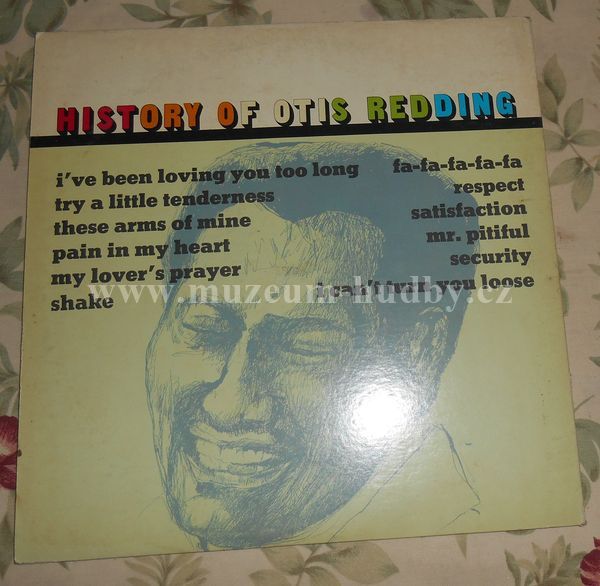 HISTORY OF OTIS REDDING
i've been loving you too long
try a little tenderness
these arms of mine
pain in my heart
my lover's prayer
shake
fa-fa-fa-fa-fa
respect
satisfaction
mr. pitiful
security
i can't turn you loose
www.muzeum-hudby.cz